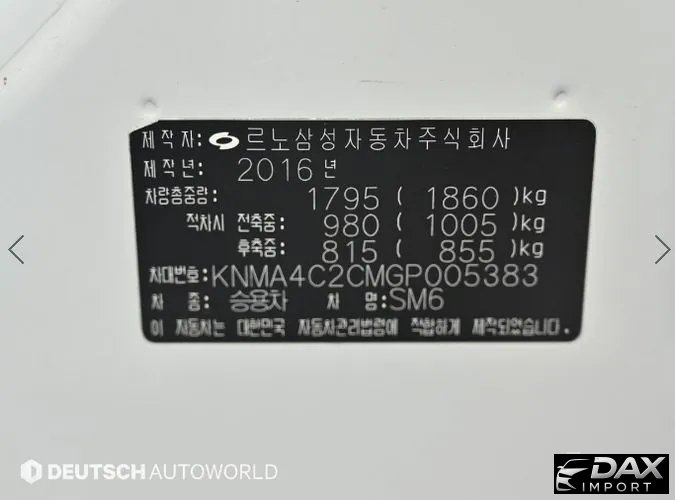 제작자: 르노삼성자동차주식회사
제작년: 2016년
차량총중량: 1795 ( 1860 )kg
적차시 전축중: 980 ( 1005 )kg
후축중: 815 ( 855 )kg
차대번호: KNMA4C2CMGP005383
차 종: 승용차 차 명: SM6
이 자동차는 대한민국 자동차관리법령에 적합하게 제작되었습니다.
DEUTSCH AUTOWORLD
DAX
IMPORT